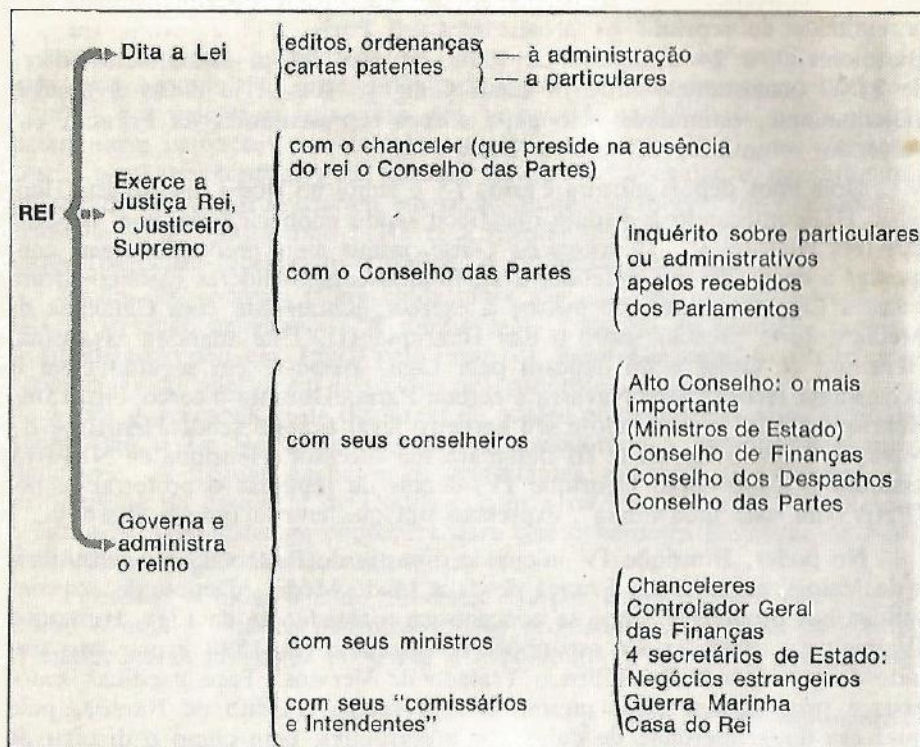 REI
Dita a Lei
editos, ordenanças
cartas patentes
— à administração
— a particulares
Exerce a
Justiça Rei,
o Justiceiro
Supremo
com o chanceler (que preside na ausência
do rei o Conselho das Partes)
com o Conselho das Partes
inquérito sobre particulares
ou administrativos
apelos recebidos
dos Parlamentos
Governa e
administra
o reino
com seus conselheiros
Alto Conselho: o mais
importante
(Ministros de Estado)
Conselho de Finanças
Conselho dos Despachos
Conselho das Partes
com seus ministros
com seus “comissários
e Intendentes”
Chanceleres
Controlador Geral
das Finanças
4 secretários de Estado:
Negócios estrangeiros
Guerra Marinha
Casa do Rei